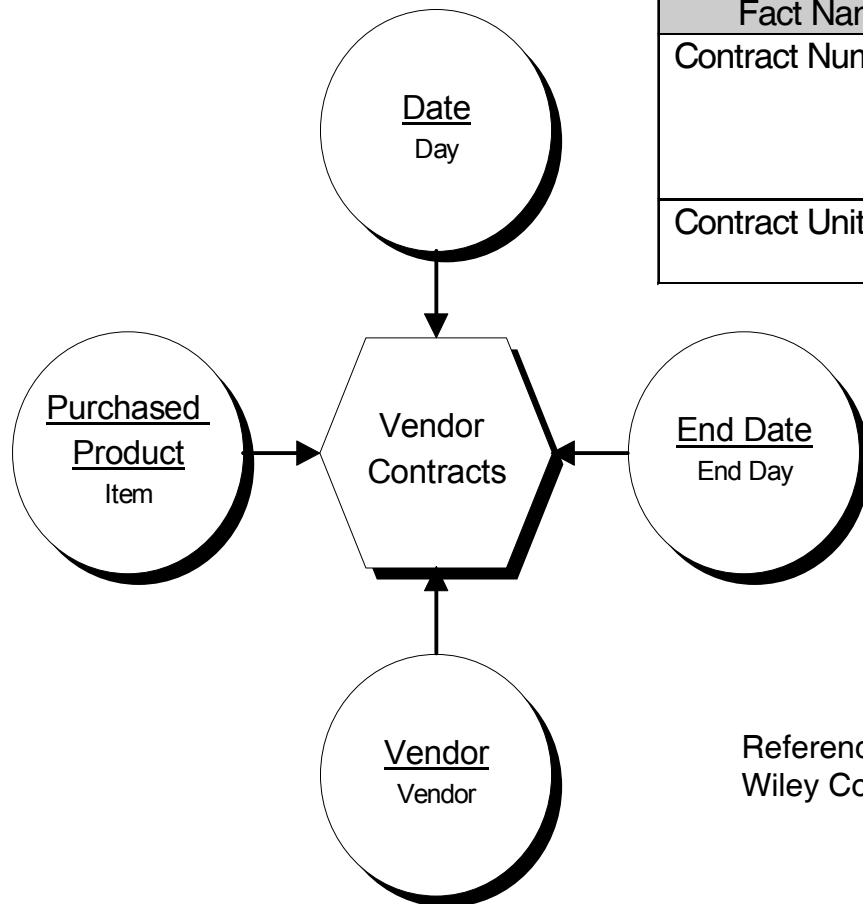 Fact Nar
Contract Nun
Contract Unit
Date
Day
Purchased
Product
Item
Vendor
Contracts
End Date
End Day
Vendor
Vendor
Referenc
Wiley Co